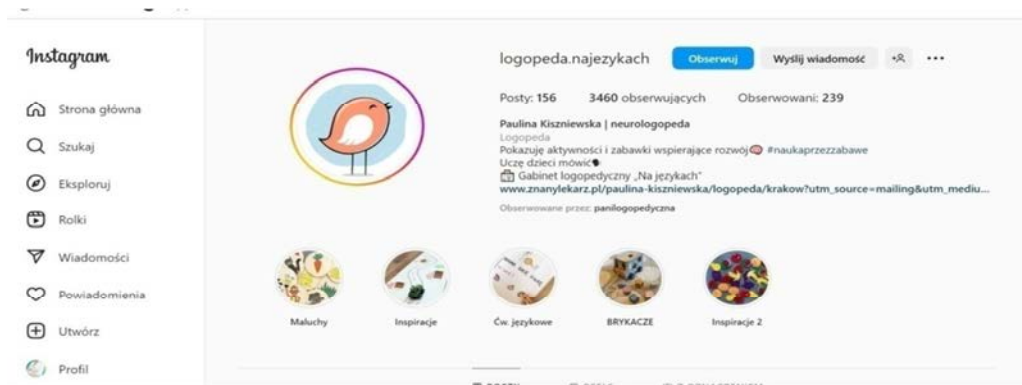 Instagram
Strona główna
Szukaj
Eksploruj
Rolki
Wiadomości
Powiadomienia
Utwórz
Profil
logopeda.najezykach Obserwuj Wyślij wiadomość
Posty: 156 3460 obserwujących Obserwowani: 239
Paulina Kiszniewska | neurologopeda
Logopeda
Pokazuję aktywności i zabawki wspierające rozwój #naukaprzezzabawe
Uczę dzieci mówić
Gabinet logopedyczny „Na językach"
www.znanylekarz.pl/paulina-kiszniewska/logopeda/krakow?utm_source=mailing&utm_mediu...
Obserwowane przez: panilogopedyczna
Maluchy Inspiracje Ćw. językowe BRYKACZE Inspiracje 2